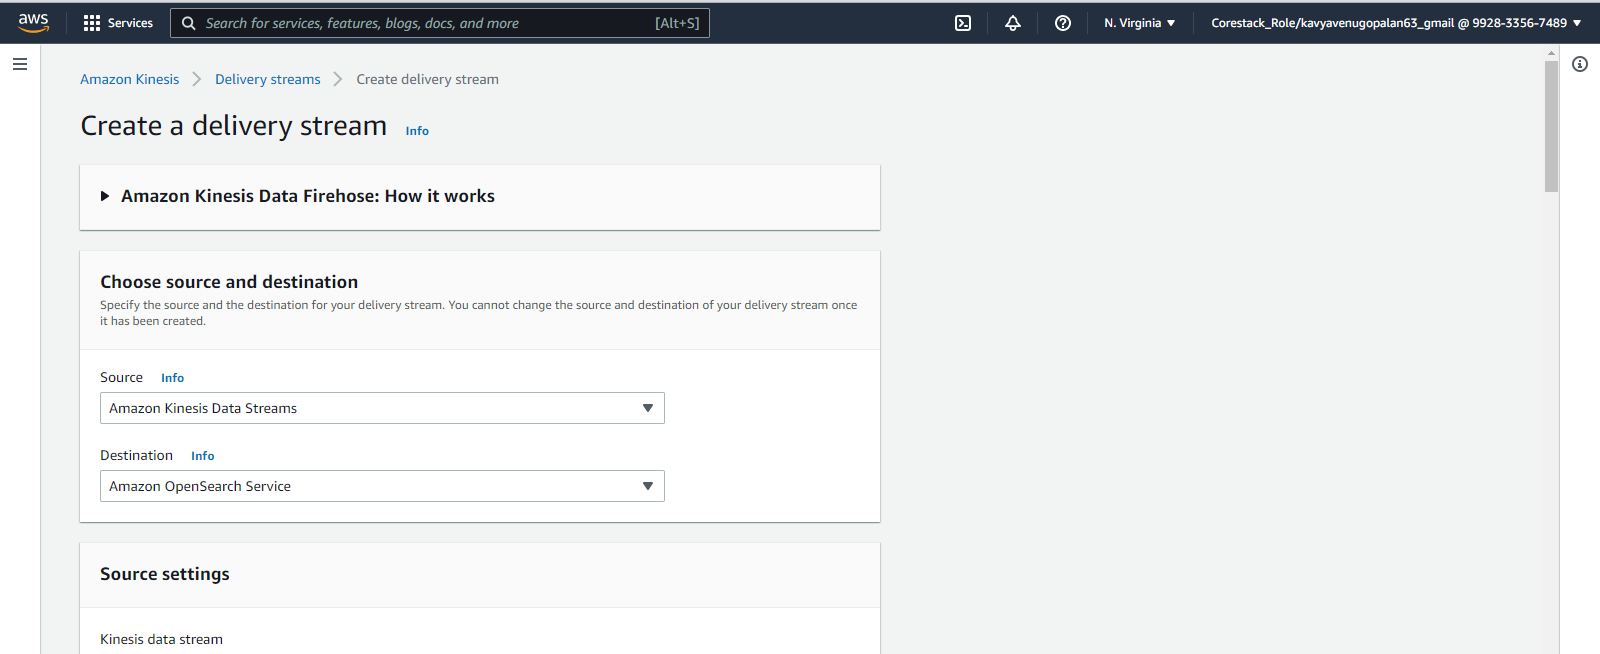 aws
Services
Search for services, features, blogs, docs, and more [Alt+S]
N. Virginia
Corestack_Role/kavyavenugopalan63_gmail @ 9928-3356-7489
Amazon Kinesis
Delivery streams
Create delivery stream
Create a delivery stream Info
Amazon Kinesis Data Firehose: How it works
Choose source and destination
Specify the source and the destination for your delivery stream. You cannot change the source and destination of your delivery stream once
it has been created.
Source Info
Amazon Kinesis Data Streams
Destination Info
Amazon OpenSearch Service
Source settings
Kinesis data stream